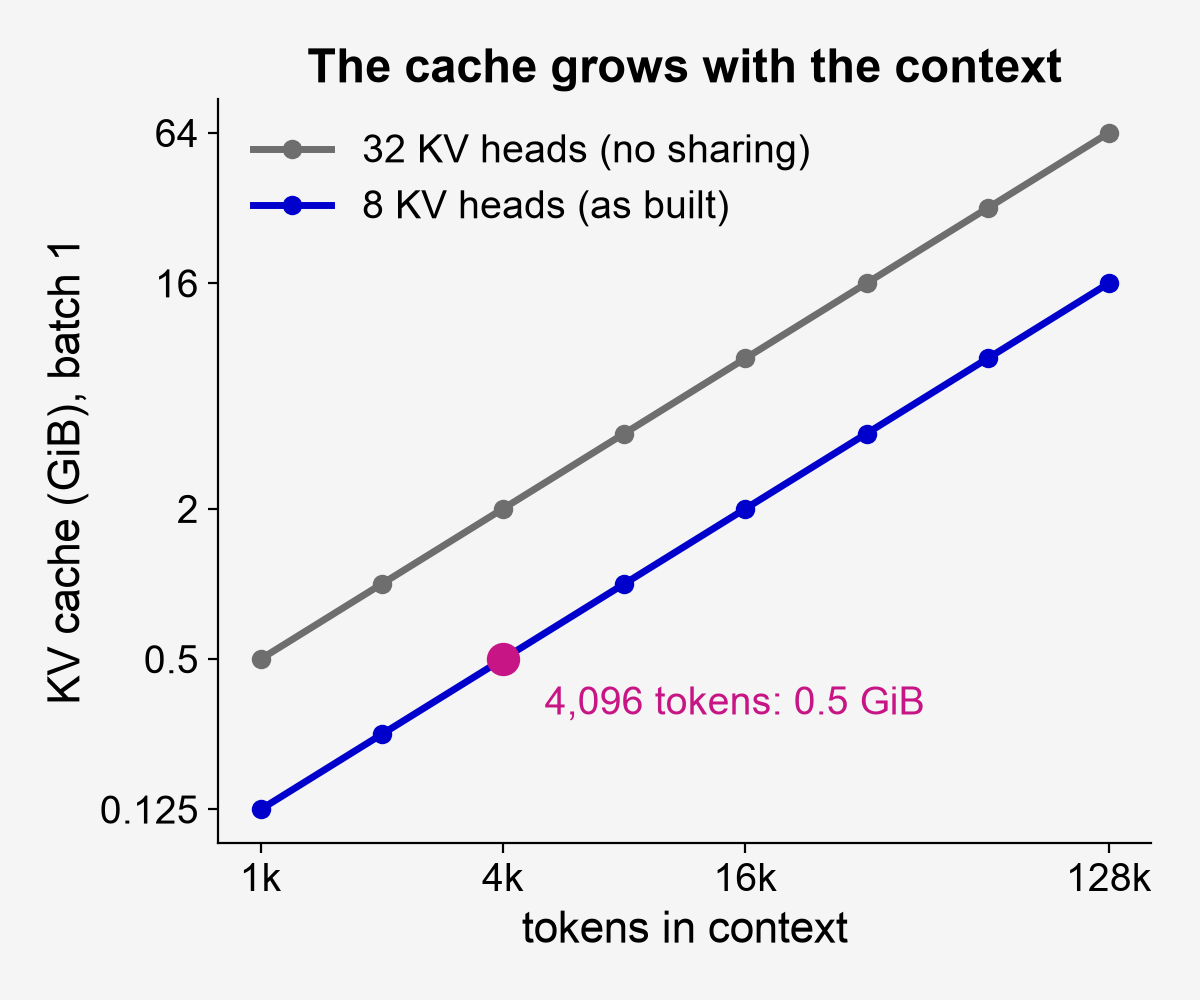 The cache grows with the context
32 KV heads (no sharing)
8 KV heads (as built)
KV cache (GiB), batch 1
64
16
2
0.5
0.125
4,096 tokens: 0.5 GiB
1k
4k
16k
128k
tokens in context